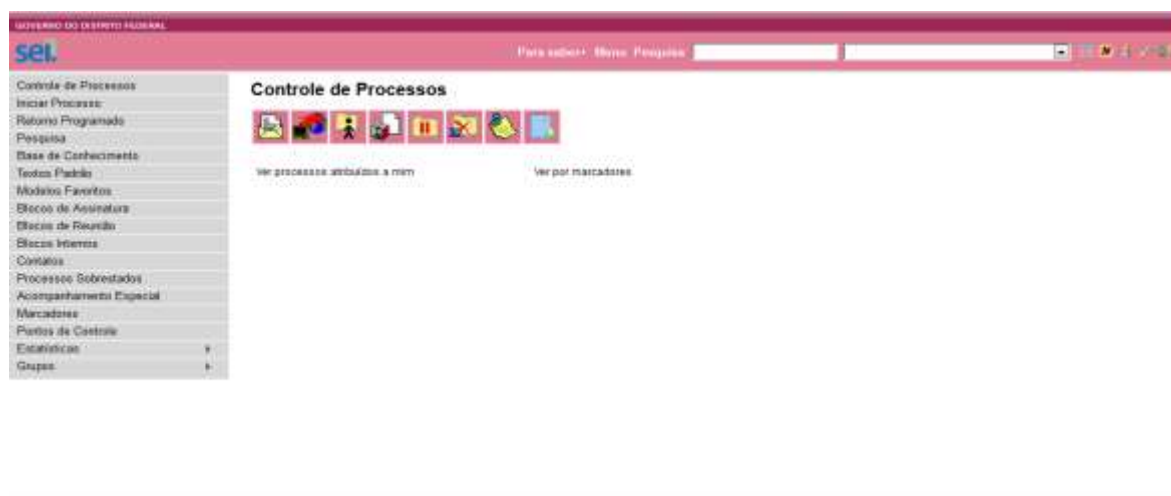 GOVERNO DO DISTRITO FEDERAL
sei.
Para saber+ Menu Pesquisa
Controle de Processos
Iniciar Processo
Retorno Programado
Pesquisa
Base de Conhecimento
Textos Padrão
Modelos Favoritos
Blocos de Assinatura
Blocos de Reunião
Blocos Internos
Contatos
Processos Sobrestados
Acompanhamento Especial
Marcadores
Pontos de Controle
Estatísticas
Grupos
Controle de Processos
Ver processos atribuídos a mim
Ver por marcadores